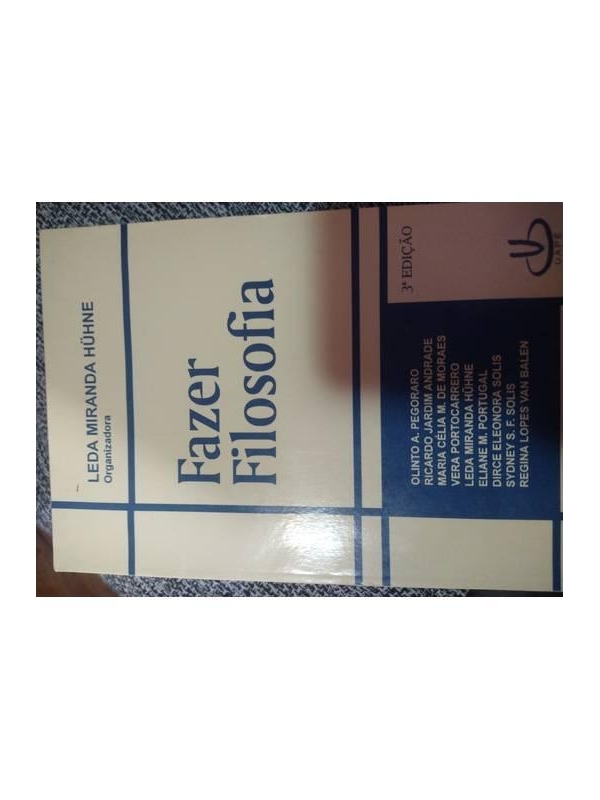 LEDA MIRANDA HÜHNE
Organizadora
Fazer
Filosofia
3ª EDIÇÃO
OLINTO A. PEGORARO
RICARDO JARDIM ANDRADE
MARIA CÉLIA M. DE MORAES
VERA PORTOCARRERO
LEDA MIRANDA HÜHNE
ELIANE M. PORTUGAL
DIRCE ELEONORA SOLIS
SYDNEY S. F. SOLIS
REGINA LOPES VAN BALEN
UAPÊ